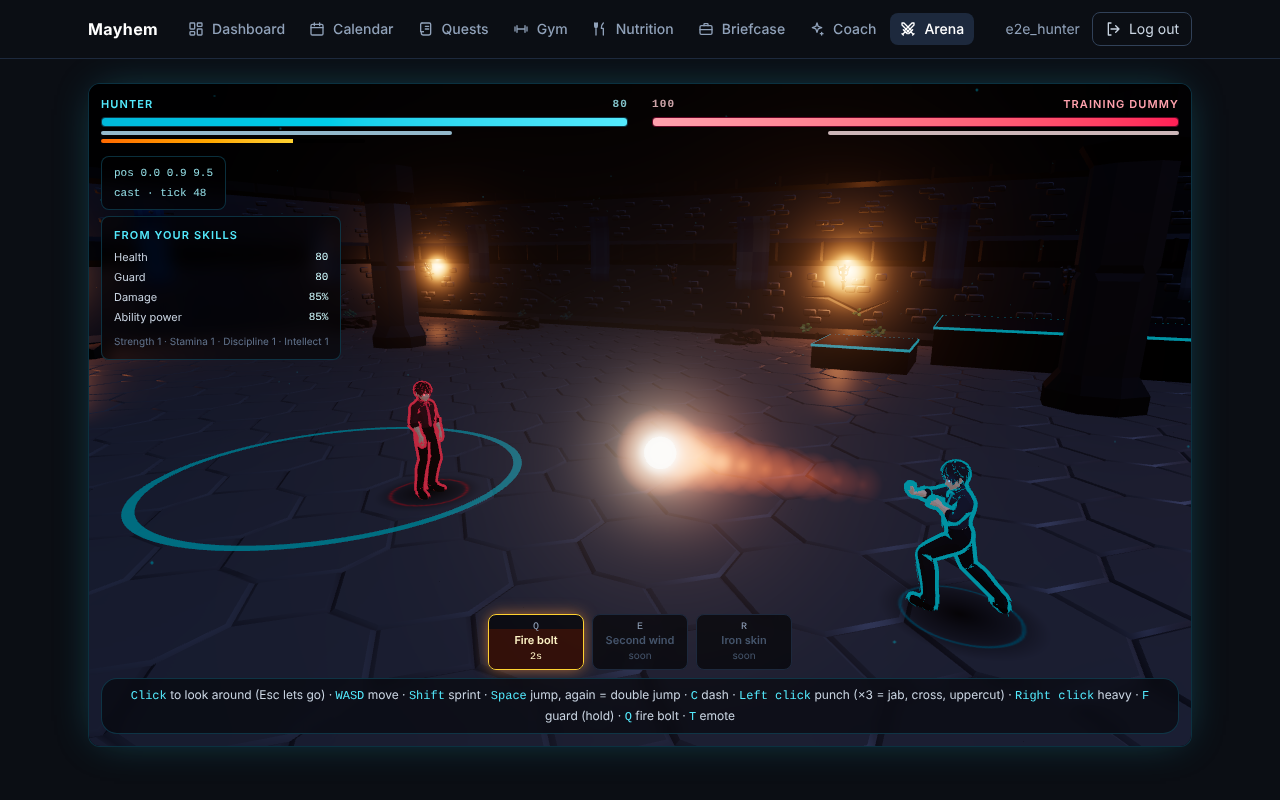 Mayhem Dashboard Calendar Quests Gym Nutrition Briefcase Coach Arena e2e_hunter Log out
HUNTER 80 100 TRAINING DUMMY
pos 0.0 0.9 9.5
cast · tick 48
FROM YOUR SKILLS
Health 80
Guard 80
Damage 85%
Ability power 85%
Strength 1 · Stamina 1 · Discipline 1 · Intellect 1
Q E R
Fire bolt Second wind Iron skin
2s soon soon
Click to look around (Esc lets go) · WASD move · Shift sprint · Space jump, again = double jump · C dash · Left click punch (×3 = jab, cross, uppercut) · Right click heavy · F
guard (hold) · Q fire bolt · T emote